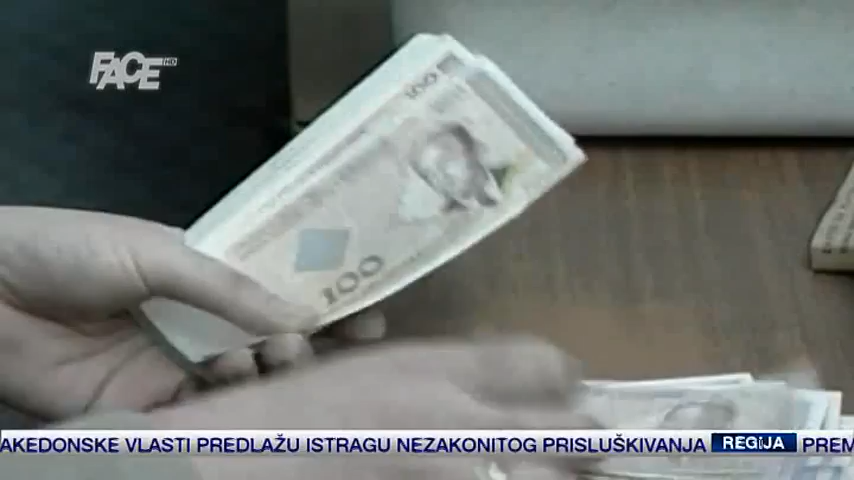 FACE HD
100
100
AKEDONSKE VLASTI PREDLAŽU ISTRAGU NEZAKONITOG PRISLUŠKIVANJA REGIJA PREM